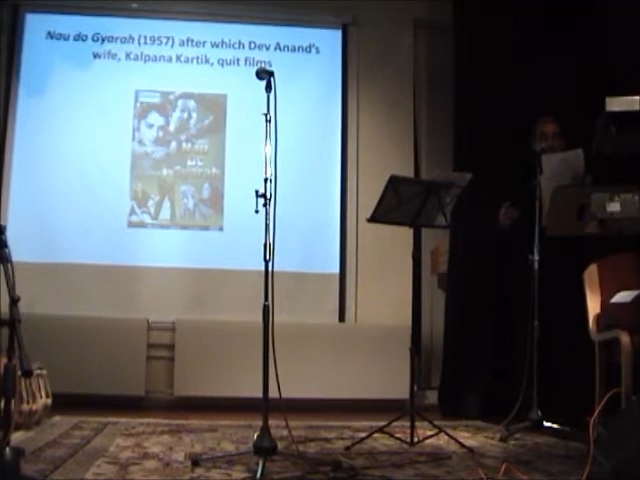 Nau do Gyarah (1957) after which Dev Anand's
wife, Kalpana Kartik, quit films